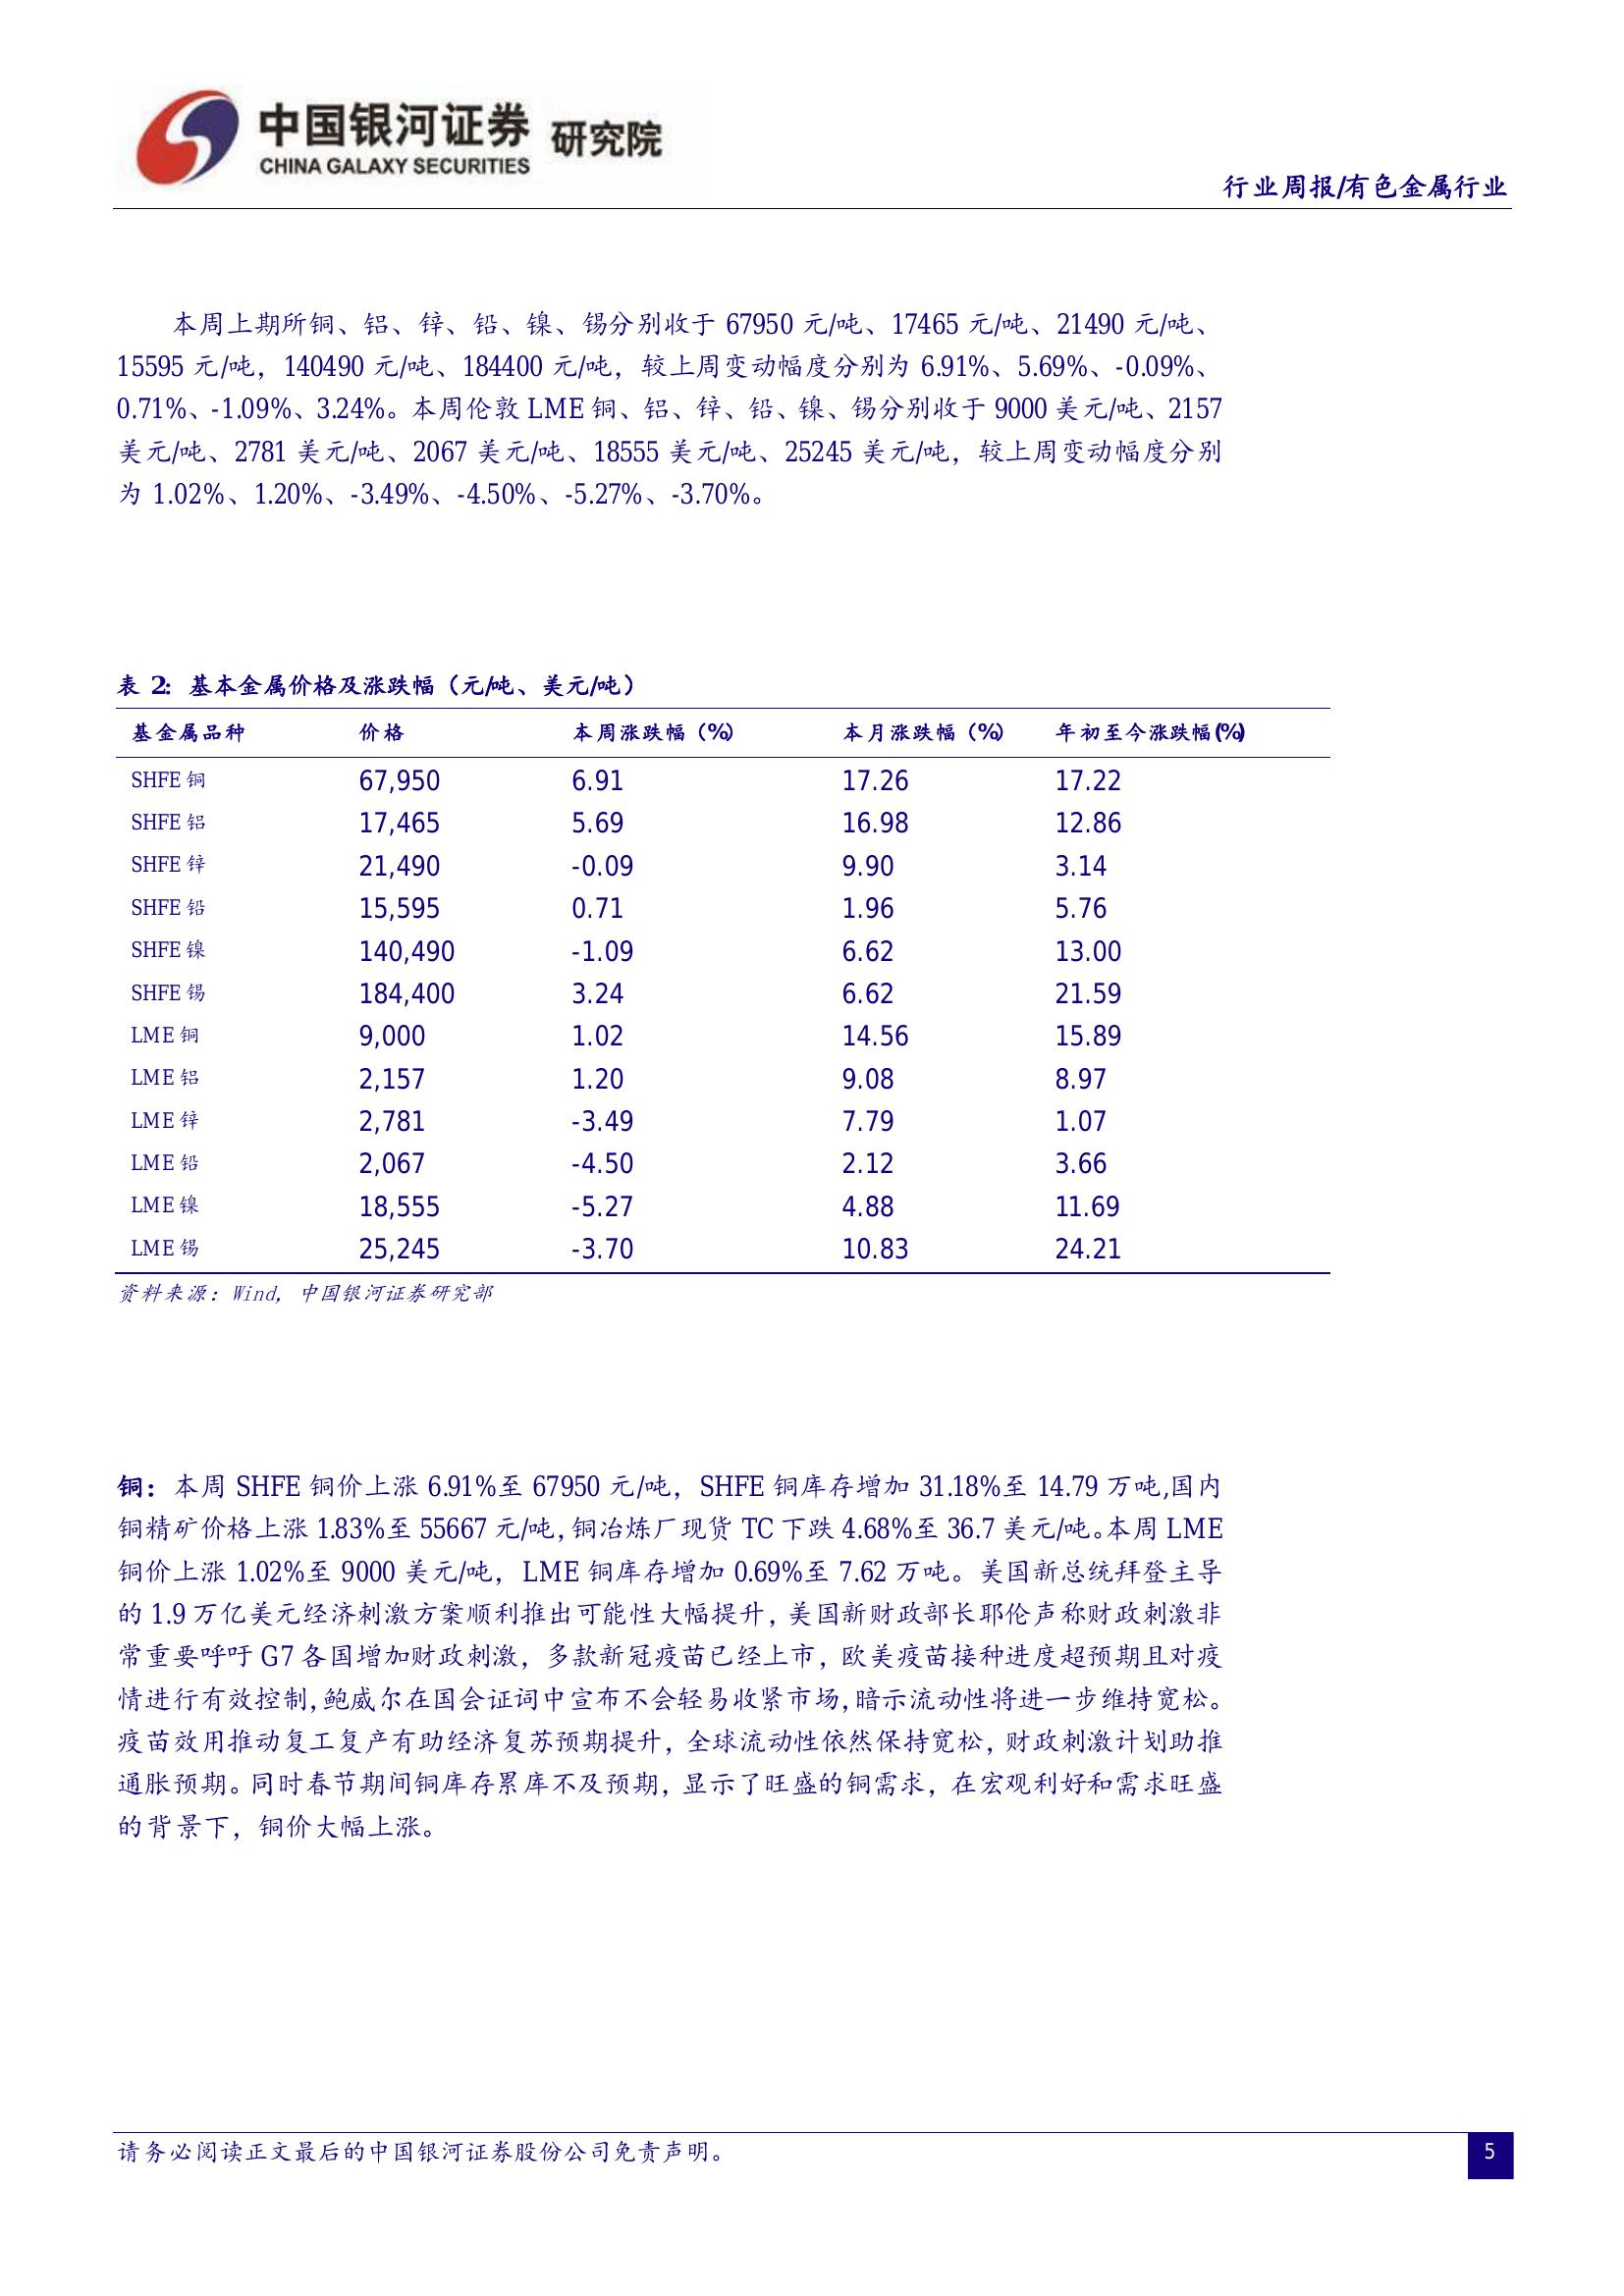 中国银河证券 研究院
CHINA GALAXY SECURITIES
行业周报/有色金属行业
本周上期所铜、铝、锌、铅、镍、锡分别收于 67950 元/吨、17465 元/吨、21490 元/吨、
15595 元/吨，140490 元/吨、184400 元/吨，较上周变动幅度分别为 6.91%、5.69%、-0.09%、
0.71%、-1.09%、3.24%。本周伦敦 LME 铜、铝、锌、铅、镍、锡分别收于 9000 美元/吨、2157
美元/吨、2781 美元/吨、2067 美元/吨、18555 美元/吨、25245 美元/吨，较上周变动幅度分别
为 1.02%、1.20%、-3.49%、-4.50%、-5.27%、-3.70%。
表 2：基本金属价格及涨跌幅（元/吨、美元/吨）
基金属品种 价格 本周涨跌幅（%） 本月涨跌幅（%） 年初至今涨跌幅(%)
SHFE 铜 67,950 6.91 17.26 17.22
SHFE 铝 17,465 5.69 16.98 12.86
SHFE 锌 21,490 -0.09 9.90 3.14
SHFE 铅 15,595 0.71 1.96 5.76
SHFE 镍 140,490 -1.09 6.62 13.00
SHFE 锡 184,400 3.24 6.62 21.59
LME 铜 9,000 1.02 14.56 15.89
LME 铝 2,157 1.20 9.08 8.97
LME 锌 2,781 -3.49 7.79 1.07
LME 铅 2,067 -4.50 2.12 3.66
LME 镍 18,555 -5.27 4.88 11.69
LME 锡 25,245 -3.70 10.83 24.21
资料来源：Wind，中国银河证券研究部
铜：本周 SHFE 铜价上涨 6.91%至 67950 元/吨，SHFE 铜库存增加 31.18%至 14.79 万吨,国内
铜精矿价格上涨 1.83%至 55667 元/吨，铜冶炼厂现货 TC 下跌 4.68%至 36.7 美元/吨。本周 LME
铜价上涨 1.02%至 9000 美元/吨，LME 铜库存增加 0.69%至 7.62 万吨。美国新总统拜登主导
的 1.9 万亿美元经济刺激方案顺利推出可能性大幅提升，美国新财政部长耶伦声称财政刺激非
常重要呼吁 G7 各国增加财政刺激，多款新冠疫苗已经上市，欧美疫苗接种进度超预期且对疫
情进行有效控制，鲍威尔在国会证词中宣布不会轻易收紧市场，暗示流动性将进一步维持宽松。
疫苗效用推动复工复产有助经济复苏预期提升，全球流动性依然保持宽松，财政刺激计划助推
通胀预期。同时春节期间铜库存累库不及预期，显示了旺盛的铜需求，在宏观利好和需求旺盛
的背景下，铜价大幅上涨。
请务必阅读正文最后的中国银河证券股份公司免责声明。
5